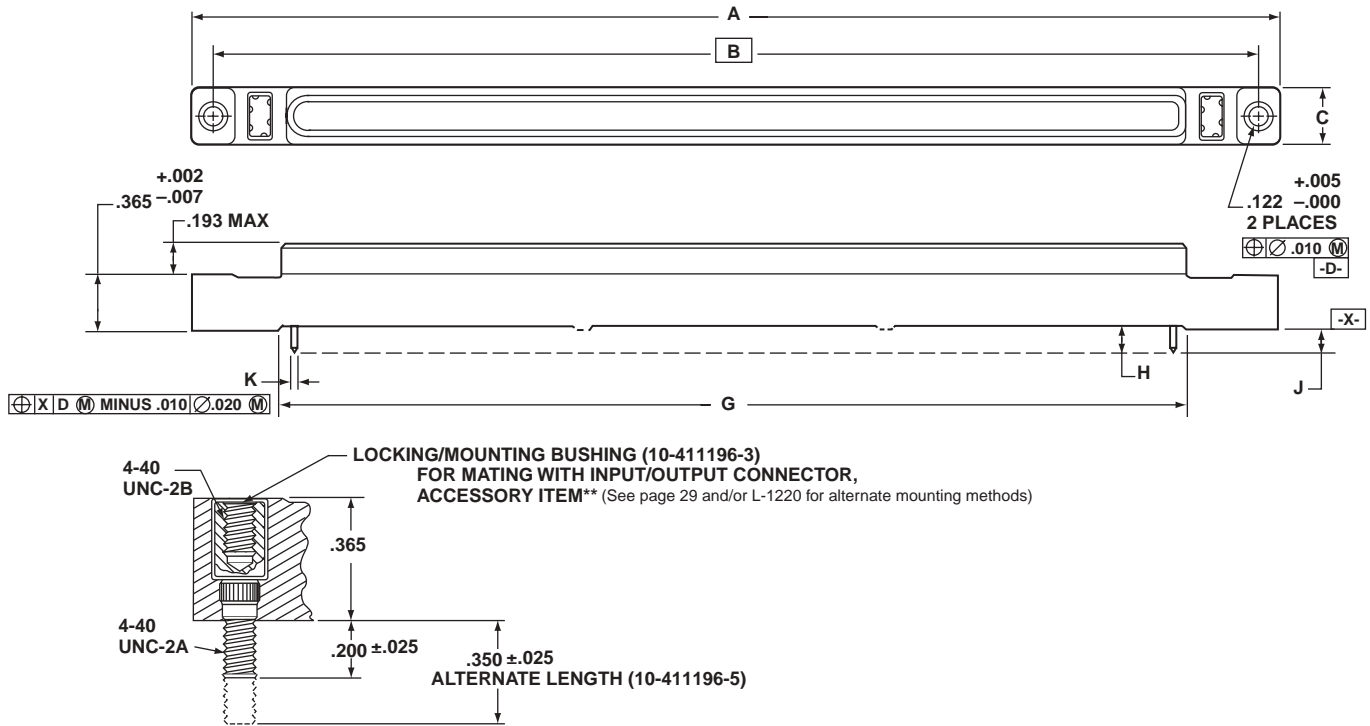 A
B
C
+.002
.365 –.007
.193 MAX
+.005
.122 –.000
2 PLACES
⌖ ∅ .010 Ⓜ
-D-
-X-
K
H
J
⌖ X D Ⓜ MINUS .010 ∅.020 Ⓜ
G
LOCKING/MOUNTING BUSHING (10-411196-3)
FOR MATING WITH INPUT/OUTPUT CONNECTOR,
ACCESSORY ITEM** (See page 29 and/or L-1220 for alternate mounting methods)
4-40
UNC-2B
.365
4-40
UNC-2A
.200 ±.025
.350 ±.025
ALTERNATE LENGTH (10-411196-5)